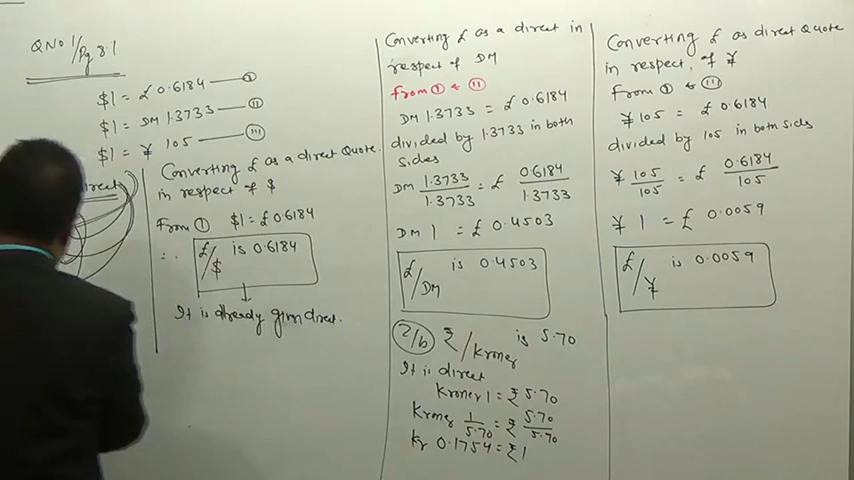 QNo 1/Pg 8.1
$1 = £ 0.6184 —— I
$1 = DM 1.3733 —— II
$1 = ¥ 105 —— III
Converting £ as a direct Quote.
in respect of $
From I $1 = £ 0.6184
∴ £/$ is 0.6184
It is already given direct.
Converting £ as a direct in
respect of DM
From I & II
DM 1.3733 = £ 0.6184
divided by 1.3733 in both
sides
DM 1.3733/1.3733 = £ 0.6184/1.3733
DM 1 = £ 0.4503
£/DM is 0.4503
2/b ₹/Kroner is 5.70
It is direct
Kroner 1 = ₹ 5.70
Kroner 1/5.70 = ₹ 5.70/5.70
Kr 0.1754 = ₹ 1
Converting £ as direct Quote
in respect of ¥
From I & III
¥ 105 = £ 0.6184
divided by 105 in both sids
¥ 105/105 = £ 0.6184/105
¥ 1 = £ 0.0059
£/¥ is 0.0059